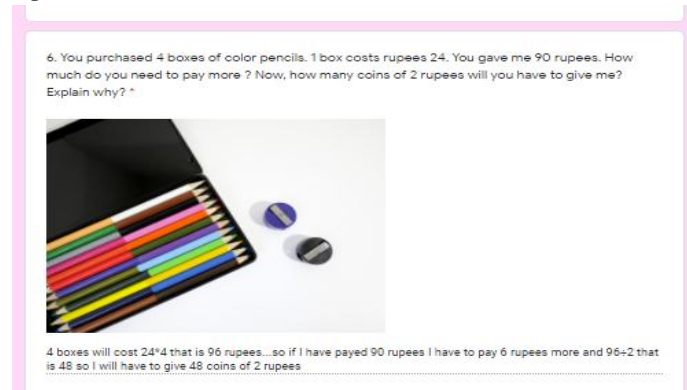 6. You purchased 4 boxes of color pencils. 1 box costs rupees 24. You gave me 90 rupees. How
much do you need to pay more ? Now, how many coins of 2 rupees will you have to give me?
Explain why? *
4 boxes will cost 24*4 that is 96 rupees...so if I have payed 90 rupees I have to pay 6 rupees more and 96÷2 that
is 48 so I will have to give 48 coins of 2 rupees